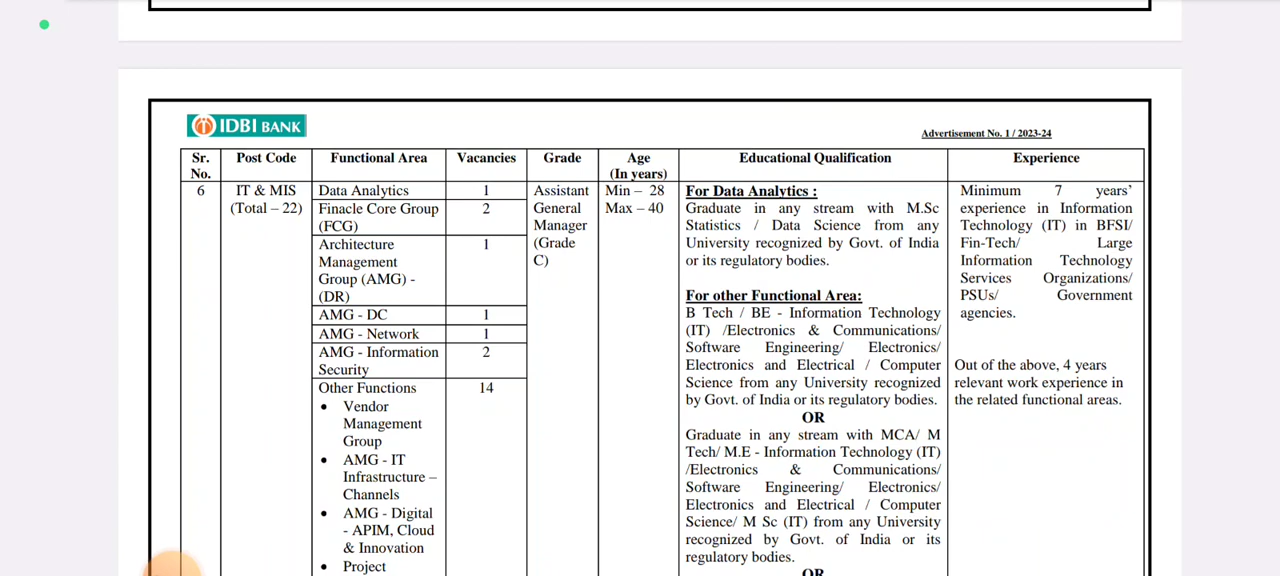 IDBI BANK
Advertisement No. 1 / 2023-24
Sr. No.
Post Code
Functional Area
Vacancies
Grade
Age (In years)
Educational Qualification
Experience
6
IT & MIS
(Total – 22)
Data Analytics
1
Finacle Core Group
(FCG)
2
Architecture
Management
Group (AMG) -
(DR)
1
AMG - DC
1
AMG - Network
1
AMG - Information
Security
2
Other Functions
14
• Vendor
Management
Group
• AMG - IT
Infrastructure –
Channels
• AMG - Digital
- APIM, Cloud
& Innovation
• Project
Assistant
General
Manager
(Grade
C)
Min – 28
Max – 40
For Data Analytics :
Graduate in any stream with M.Sc
Statistics / Data Science from any
University recognized by Govt. of India
or its regulatory bodies.
For other Functional Area:
B Tech / BE - Information Technology
(IT) /Electronics & Communications/
Software Engineering/ Electronics/
Electronics and Electrical / Computer
Science from any University recognized
by Govt. of India or its regulatory bodies.
OR
Graduate in any stream with MCA/ M
Tech/ M.E - Information Technology (IT)
/Electronics & Communications/
Software Engineering/ Electronics/
Electronics and Electrical / Computer
Science/ M Sc (IT) from any University
recognized by Govt. of India or its
regulatory bodies.
OR
Minimum 7 years’
experience in Information
Technology (IT) in BFSI/
Fin-Tech/ Large
Information Technology
Services Organizations/
PSUs/ Government
agencies.
Out of the above, 4 years
relevant work experience in
the related functional areas.